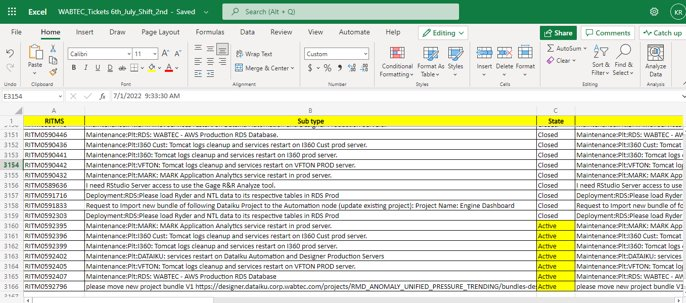 Excel WABTEC_Tickets 6th_July_Shift_2nd - Saved Search (Option + Q) KR
File Home Insert Draw Page Layout Formulas Data Review View Automate Help Editing Share Comments Catch up
Calibri 11 Wrap Text Custom AutoSum
Paste B I U D ab A Merge & Center $ % Conditional Formatting Format As Table Styles Insert Delete Format Clear Sort & Filter Find & Select Analyze Data
Undo Clipboard Font Alignment Number Styles Cells Editing Analysis
E3154 fx 7/1/2022 9:33:30 AM
A B C
1 RITMS Sub type State
3151 RITM0590446 Maintenance:Plt:RDS: WABTEC - AWS Production RDS Database. Closed Maintenance:Plt:RDS: WABTEC - AW
3152 RITM0590436 Maintenance:Plt:I360 Cust: Tomcat logs cleanup and services restart on I360 Cust prod server. Closed Maintenance:Plt:I360 Cust: Tomcat
3153 RITM0590441 Maintenance:Plt:I360: Tomcat logs cleanup and services restart on I360 prod server. Closed Maintenance:Plt:I360: Tomcat logs
3154 RITM0590442 Maintenance:Plt:VFTON: Tomcat logs cleanup and services restart on VFTON PROD server. Closed Maintenance:Plt:VFTON: Tomcat lo
3155 RITM0590432 Maintenance:Plt:MARK: MARK Application Analytics service restart in prod server. Closed Maintenance:Plt:MARK: MARK Appl
3156 RITM0589636 I need RStudio Server access to use the Gage R&R Analyze tool. Closed I need RStudio Server access to use
3157 RITM0591716 Deployment:RDS:Please load Ryder and NTL data to its respective tables in RDS Prod Closed Deployment:RDS:Please load Ryder
3158 RITM0591833 Request to Import new bundle of following Dataiku Project to the Automation node (update existing project): Project Name: Engine Dashboard Closed Request to Import new bundle of fo
3159 RITM0592303 Deployment:RDS:Please load Ryder and NTL data to its respective tables in RDS Prod Closed Deployment:RDS:Please load Ryder
3160 RITM0592395 Maintenance:Plt:MARK: MARK Application Analytics service restart in prod server. Active Maintenance:Plt:MARK: MARK Appl
3161 RITM0592396 Maintenance:Plt:I360 Cust: Tomcat logs cleanup and services restart on I360 Cust prod server. Active Maintenance:Plt:I360 Cust: Tomcat
3162 RITM0592399 Maintenance:Plt:I360: Tomcat logs cleanup and services restart on I360 prod server. Active Maintenance:Plt:I360: Tomcat logs
3163 RITM0592402 Maintenance:Plt:DATAIKU: services restart on Dataiku Automation and Designer Production Servers Active Maintenance:Plt:DATAIKU: services
3164 RITM0592405 Maintenance:Plt:VFTON: Tomcat logs cleanup and services restart on VFTON PROD server. Active Maintenance:Plt:VFTON: Tomcat lo
3165 RITM0592407 Maintenance:Plt:RDS: WABTEC - AWS Production RDS Database Active Maintenance:Plt:RDS: WABTEC - AW
3166 RITM0592796 please move new project bundle V1 https://designer.dataiku.corp.wabtec.com/projects/RMD_ANOMALY_UNIFIED_PRESSURE_TRENDING/bundles-de Active please move new project bundle V1